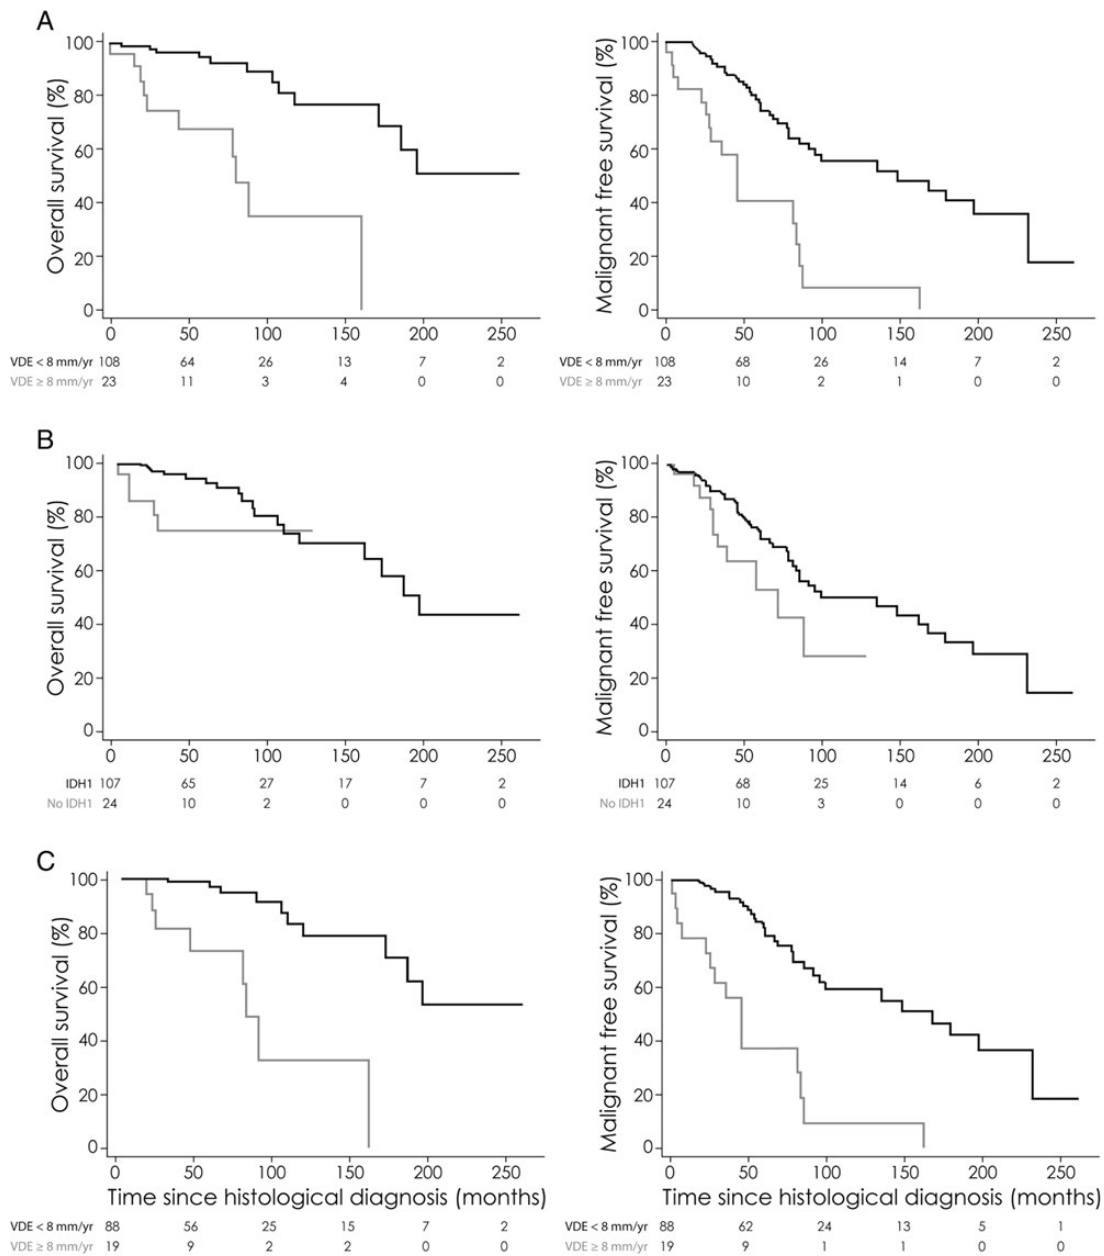 A
Overall survival (%)
100
80
60
40
20
0
0 50 100 150 200 250
VDE < 8 mm/yr 108 64 26 13 7 2
VDE ≥ 8 mm/yr 23 11 3 4 0 0
Malignant free survival (%)
100
80
60
40
20
0
0 50 100 150 200 250
VDE < 8 mm/yr 108 68 26 14 7 2
VDE ≥ 8 mm/yr 23 10 2 1 0 0
B
Overall survival (%)
100
80
60
40
20
0
0 50 100 150 200 250
IDH1 107 65 27 17 7 2
No IDH1 24 10 2 0 0 0
Malignant free survival (%)
100
80
60
40
20
0
0 50 100 150 200 250
IDH1 107 68 25 14 6 2
No IDH1 24 10 3 0 0 0
C
Overall survival (%)
100
80
60
40
20
0
0 50 100 150 200 250
Time since histological diagnosis (months)
VDE < 8 mm/yr 88 56 25 15 7 2
VDE ≥ 8 mm/yr 19 9 2 2 0 0
Malignant free survival (%)
100
80
60
40
20
0
0 50 100 150 200 250
Time since histological diagnosis (months)
VDE < 8 mm/yr 88 62 24 13 5 1
VDE ≥ 8 mm/yr 19 9 1 1 0 0